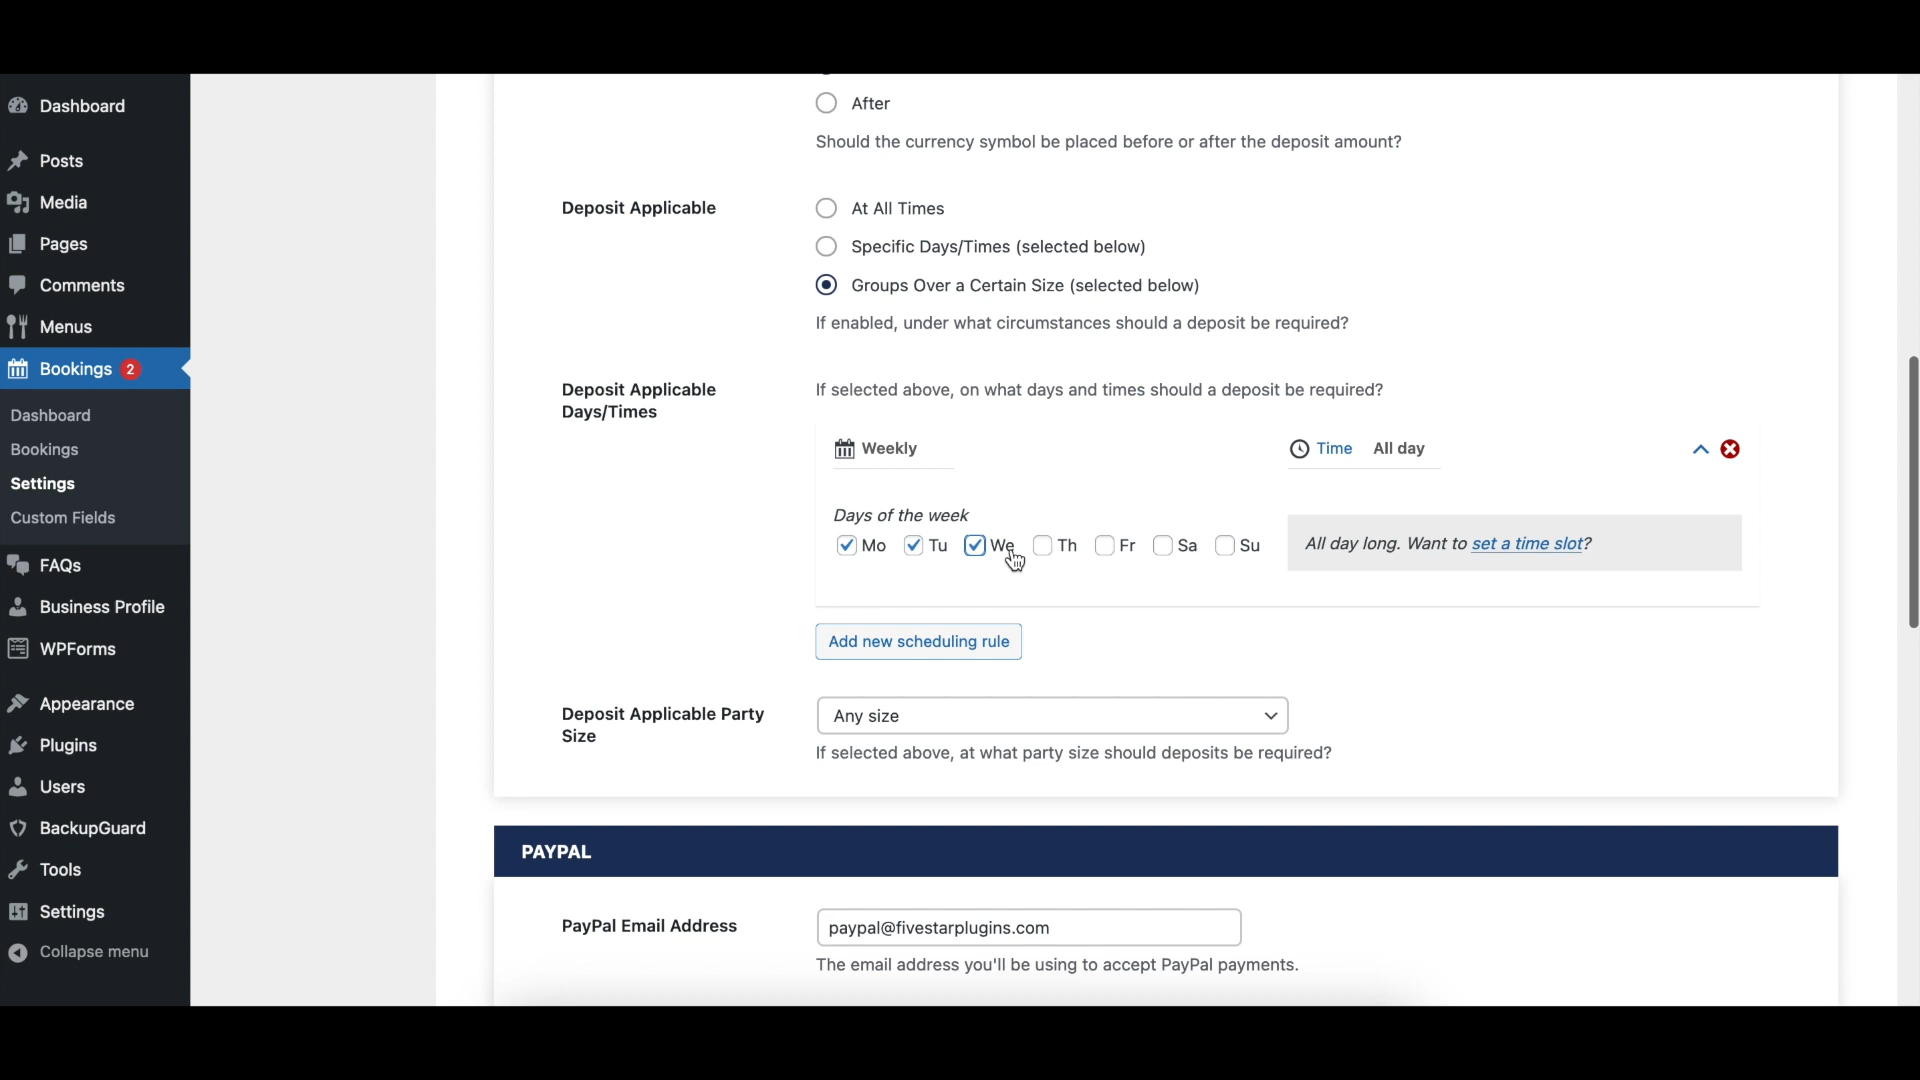 Dashboard
Posts
Media
Pages
Comments
Menus
Bookings 2
Dashboard
Bookings
Settings
Custom Fields
FAQs
Business Profile
WPForms
Appearance
Plugins
Users
BackupGuard
Tools
Settings
Collapse menu
After
Should the currency symbol be placed before or after the deposit amount?
Deposit Applicable
At All Times
Specific Days/Times (selected below)
Groups Over a Certain Size (selected below)
If enabled, under what circumstances should a deposit be required?
Deposit Applicable
Days/Times
If selected above, on what days and times should a deposit be required?
Weekly
Time All day
Days of the week
Mo Tu We Th Fr Sa Su
All day long. Want to set a time slot?
Add new scheduling rule
Deposit Applicable Party
Size
Any size
If selected above, at what party size should deposits be required?
PAYPAL
PayPal Email Address
paypal@fivestarplugins.com
The email address you'll be using to accept PayPal payments.